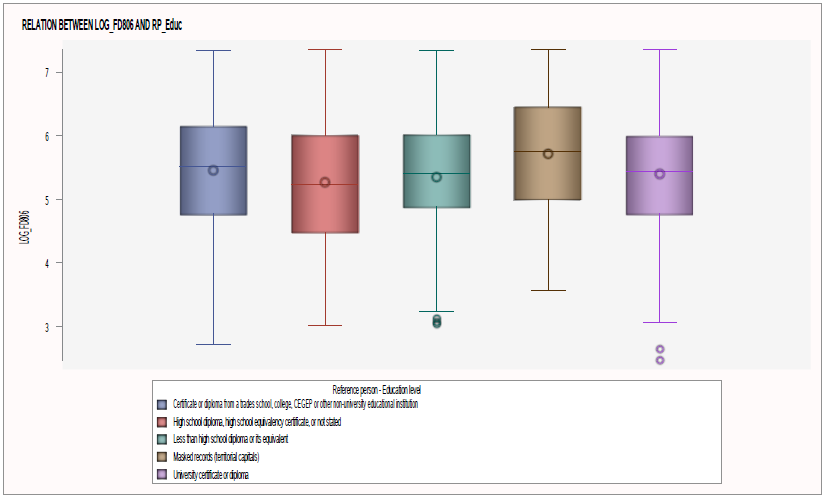 RELATION BETWEEN LOG_FD806 AND RP_Educ
7
6
5
4
3
LOG_FD806
Reference person - Education level
Certificate or diploma from a trades school, college, CEGEP or other non-university educational institution
High school diploma, high school equivalency certificate, or not stated
Less than high school diploma or its equivalent
Masked records (territorial capitals)
University certificate or diploma